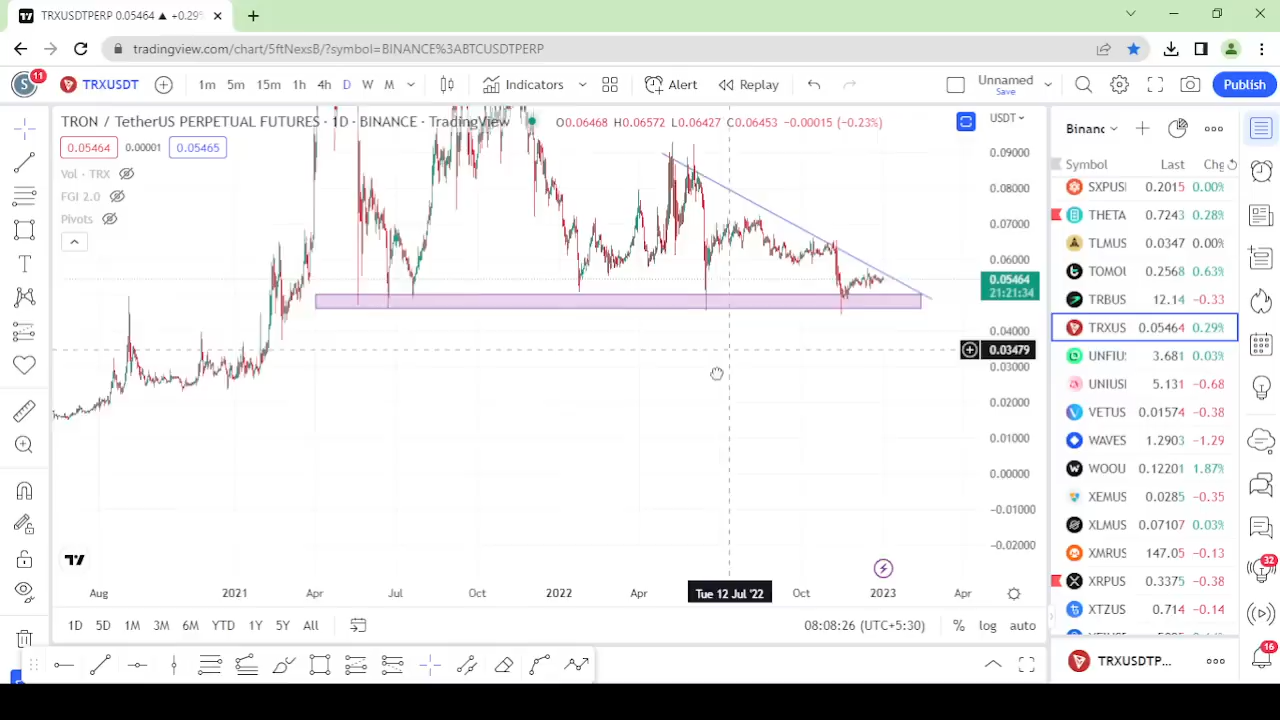 TRXUSDTPERP 0.05464 ▲ +0.29%
tradingview.com/chart/5ftNexsB/?symbol=BINANCE%3ABTCUSDTPERP
S 11 TRXUSDT 1m 5m 15m 1h 4h D W M Indicators Alert Replay Unnamed Save Publish
TRON / TetherUS PERPETUAL FUTURES · 1D · BINANCE · TradingView O0.06468 H0.06572 L0.06427 C0.06453 −0.00015 (−0.23%) USDT
0.05464 0.00001 0.05465
Vol · TRX
FGI 2.0
Pivots
0.09000
0.08000
0.07000
0.06000
0.05464
21:21:34
0.04000
0.03479
0.03000
0.02000
0.01000
0.00000
−0.01000
−0.02000
Aug 2021 Apr Jul Oct 2022 Apr Tue 12 Jul '22 Oct 2023 Apr
1D 5D 1M 3M 6M YTD 1Y 5Y All 08:08:26 (UTC+5:30) % log auto
Binanc
Symbol Last Chg
SXPUSI 0.2015 0.00%
THETA 0.7243 0.28%
TLMUS 0.0347 0.00%
TOMOI 0.2568 0.63%
TRBUS 12.14 −0.33
TRXUS 0.05464 0.29%
UNFIU 3.681 0.03%
UNIUSI 5.131 −0.68
VETUS 0.01574 −0.38
WAVES 1.2903 −1.29
WOOU 0.12201 1.87%
XEMUS 0.0285 −0.35
XLMUS 0.07107 0.03%
XMRUS 147.05 −0.13
XRPUS 0.3375 −0.38
XTZUS 0.714 −0.14
TRXUSDTP...
32
16